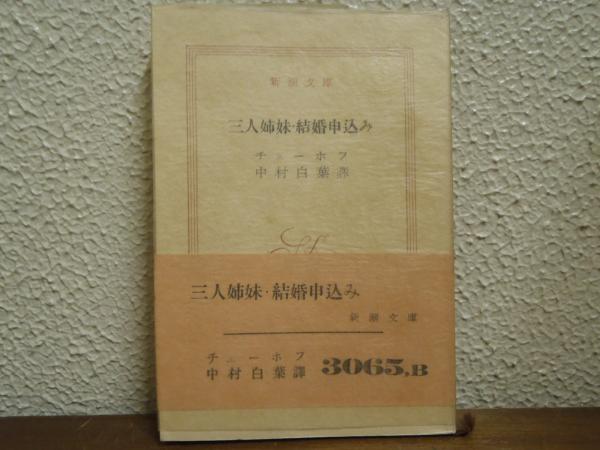 新潮文庫
三人姉妹・結婚申込み
チェーホフ
中村白葉譯
三人姉妹・結婚申込み
新潮文庫
チェーホフ
中村白葉譯
3065,B